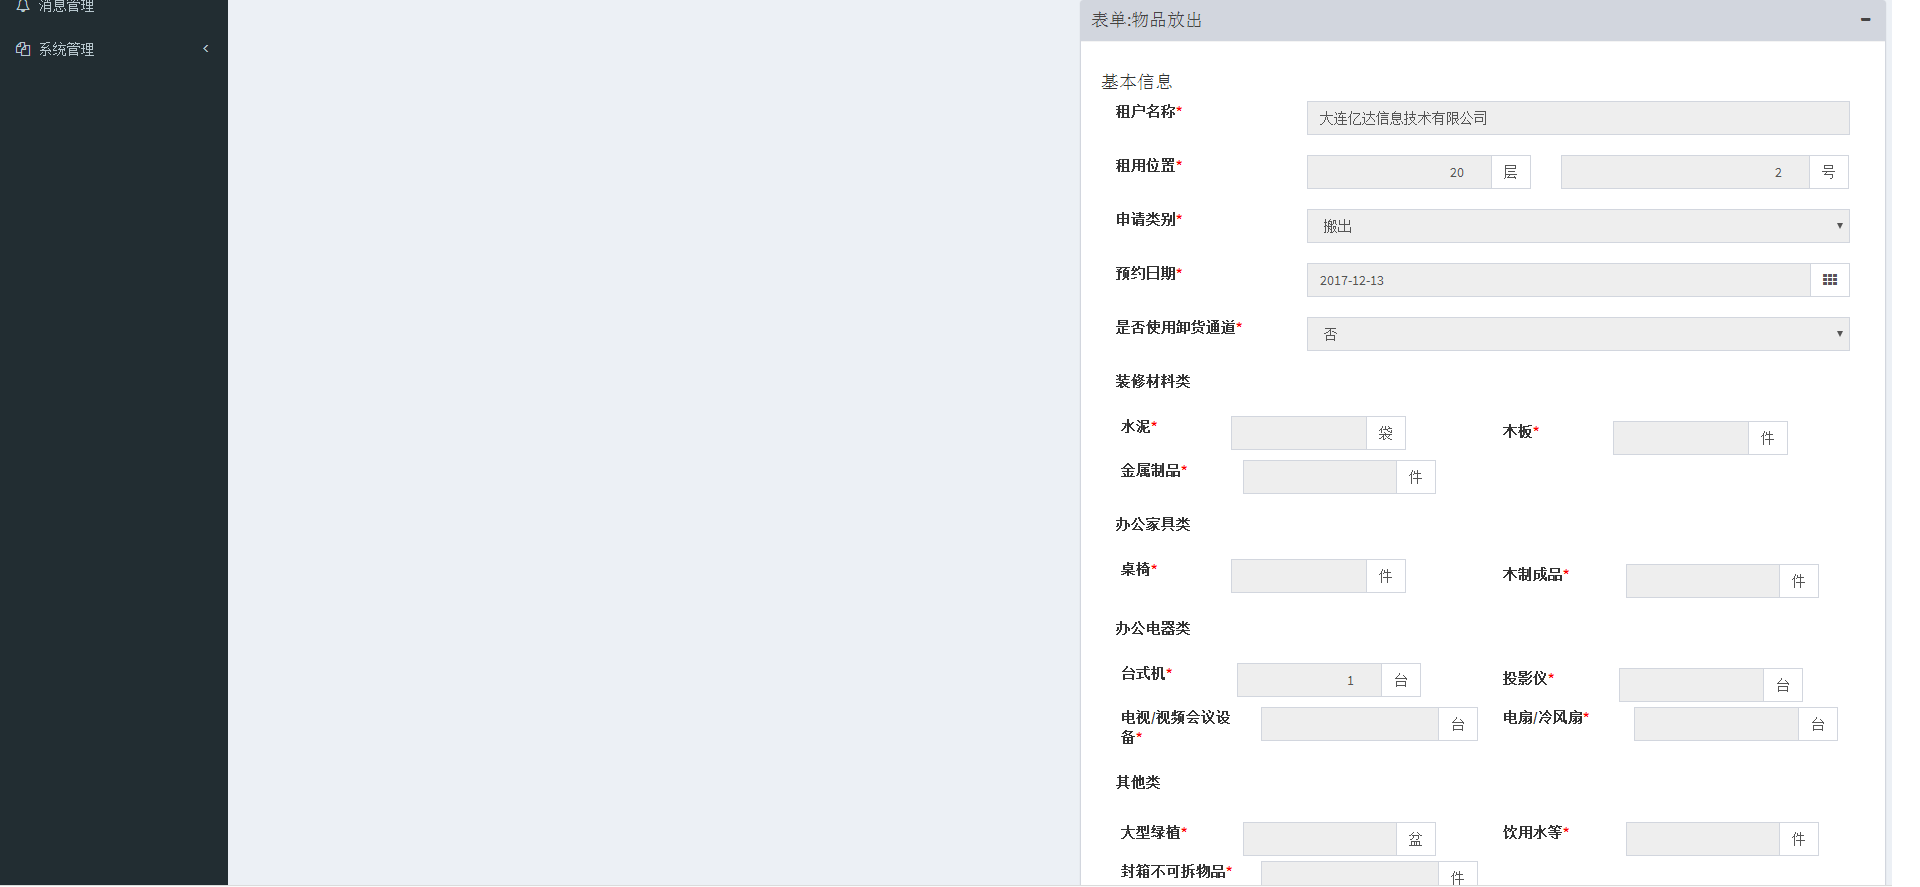 消息管理
系统管理
表单:物品放出
基本信息
租户名称*
大连亿达信息技术有限公司
租用位置*
20 层
2 号
申请类别*
搬出
预约日期*
2017-12-13
是否使用卸货通道*
否
装修材料类
水泥*
袋
木板*
件
金属制品*
件
办公家具类
桌椅*
件
木制成品*
件
办公电器类
台式机*
1 台
投影仪*
台
电视/视频会议设
备*
台
电扇/冷风扇*
台
其他类
大型绿植*
盆
饮用水等*
件
封箱不可拆物品*
件